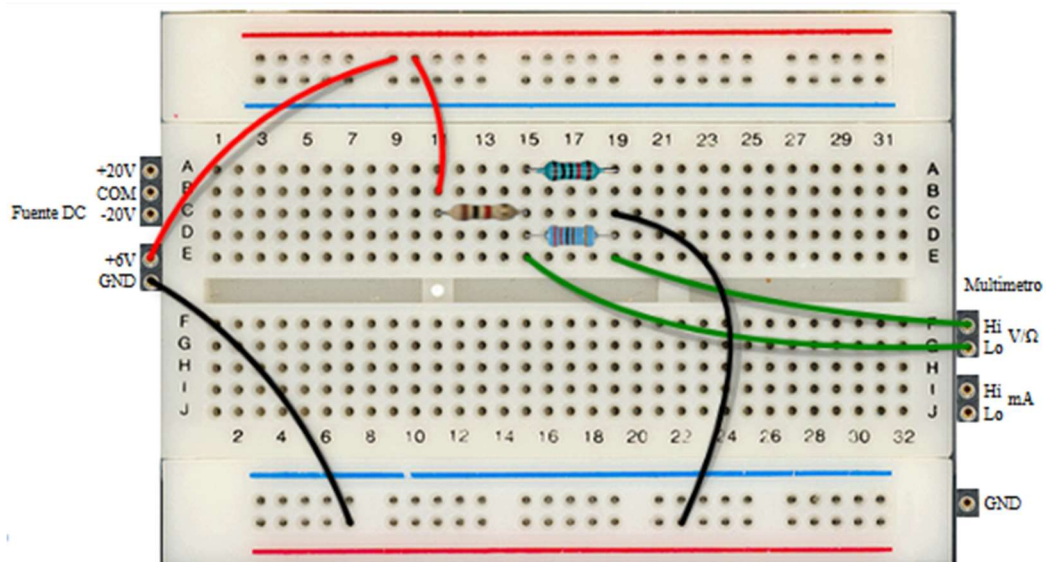 1 3 5 7 9 11 13 15 17 19 21 23 25 27 29 31
A A
+20V
B B
COM
Fuente DC
C C
-20V
D D
E E
+6V
GND
Multimetro
F F
Hi
V/Ω
G G
Lo
H H
I I
Hi
mA
J J
Lo
2 4 6 8 10 12 14 16 18 20 22 24 26 28 30 32
GND